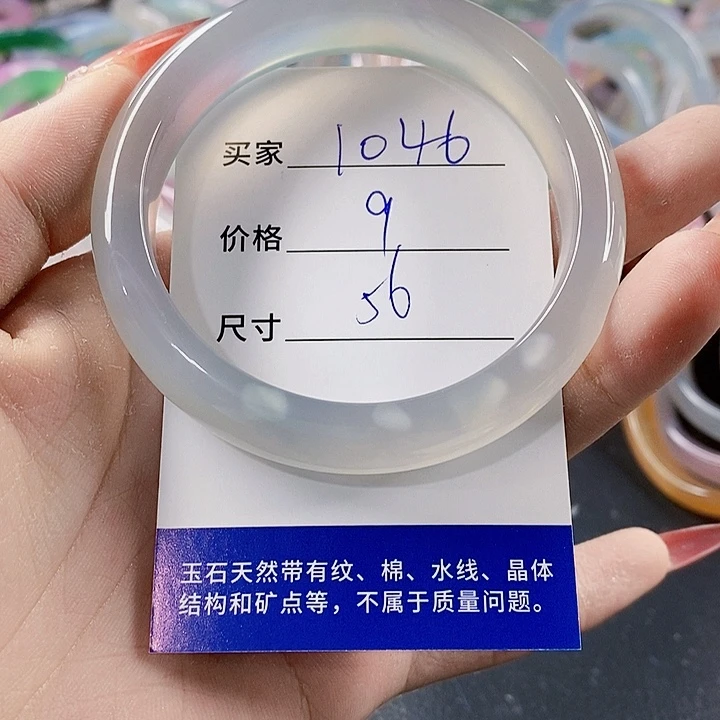 买家 1046
价格 9
尺寸 56
玉石天然带有纹、棉、水线、晶体
结构和矿点等，不属于质量问题。